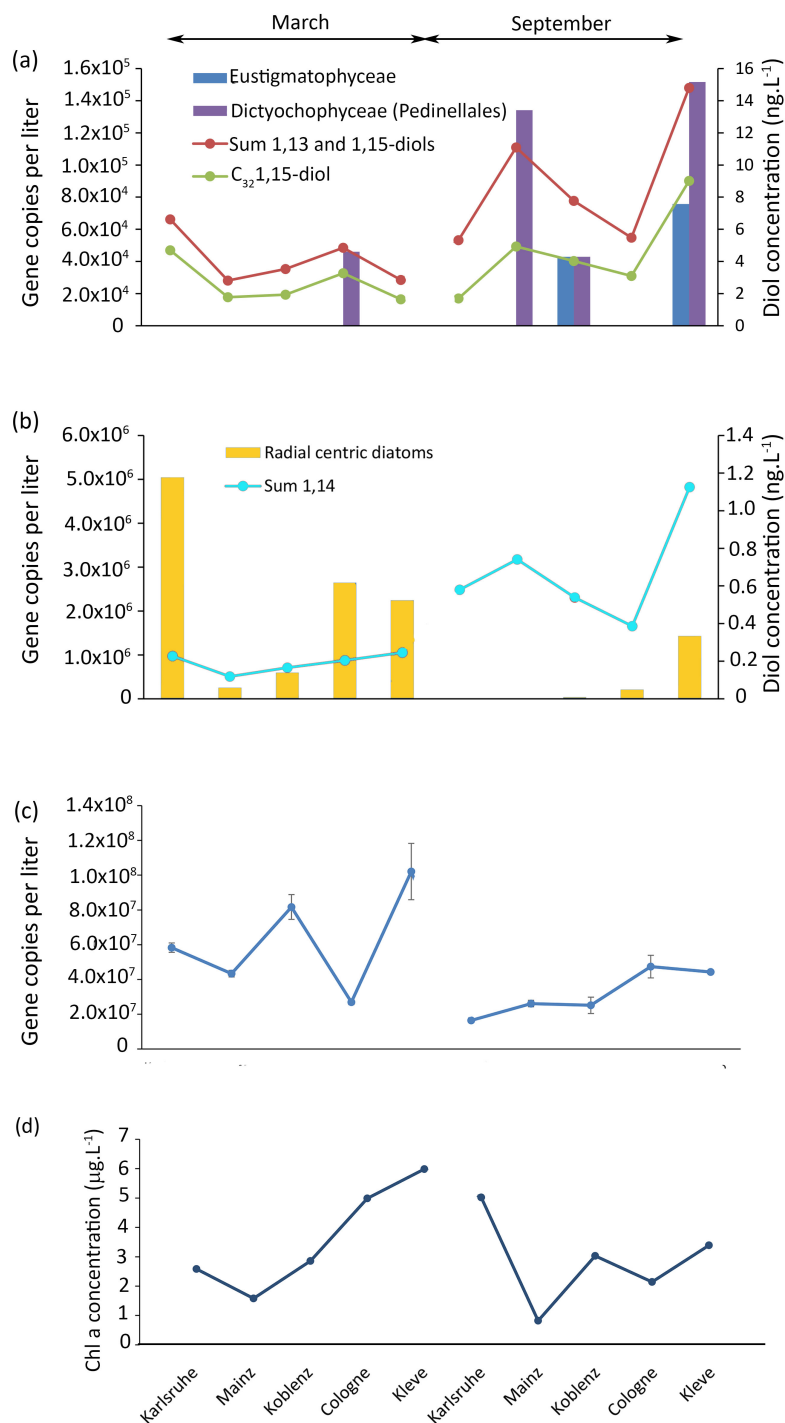 March September
(a)
Gene copies per liter
1.6x10⁵
1.4x10⁵
1.2x10⁵
1.0x10⁵
8.0x10⁴
6.0x10⁴
4.0x10⁴
2.0x10⁴
0
Eustigmatophyceae
Dictyochophyceae (Pedinellales)
Sum 1,13 and 1,15-diols
C₃₂1,15-diol
16
14
12
10
8
6
4
2
0
Diol concentration (ng.L⁻¹)
(b)
Gene copies per liter
6.0x10⁶
5.0x10⁶
4.0x10⁶
3.0x10⁶
2.0x10⁶
1.0x10⁶
0
Radial centric diatoms
Sum 1,14
1.4
1.2
1.0
0.8
0.6
0.4
0.2
0
Diol concentration (ng.L⁻¹)
(c)
Gene copies per liter
1.4x10⁸
1.2x10⁸
1.0x10⁸
8.0x10⁷
6.0x10⁷
4.0x10⁷
2.0x10⁷
0
(d)
Chl a concentration (µg.L⁻¹)
7
6
5
4
3
2
1
0
Karlsruhe Mainz Koblenz Cologne Kleve Karlsruhe Mainz Koblenz Cologne Kleve